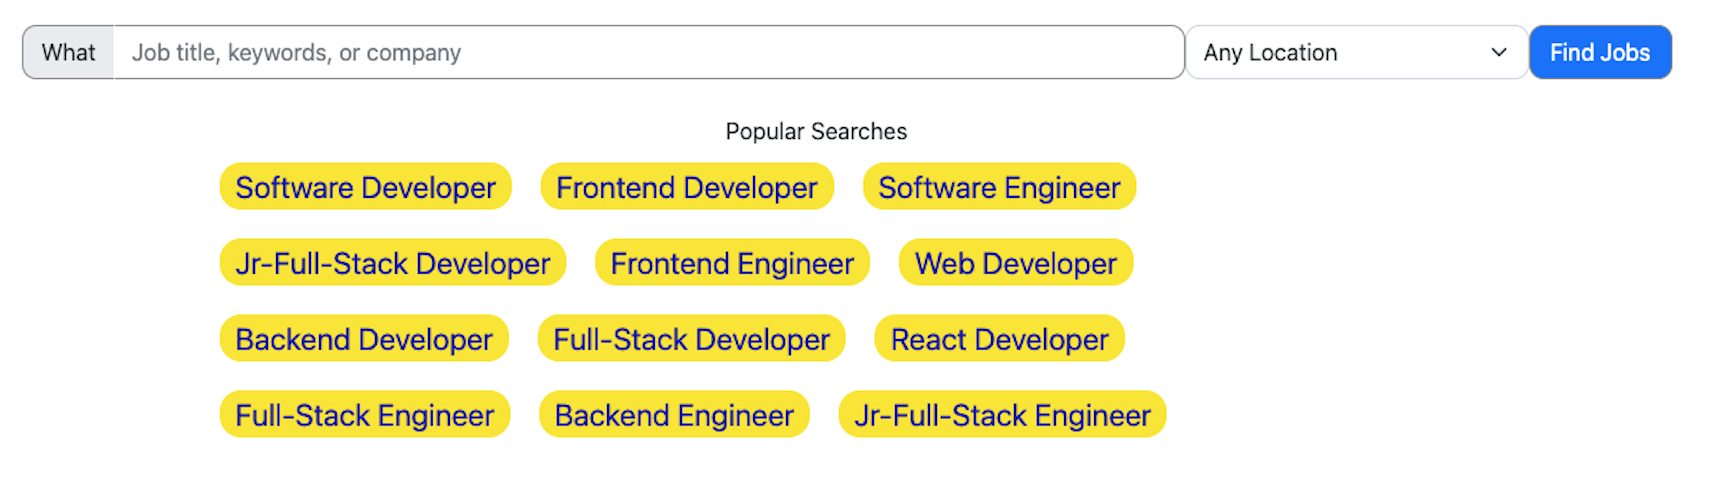 What Job title, keywords, or company Any Location Find Jobs
Popular Searches
Software Developer Frontend Developer Software Engineer
Jr-Full-Stack Developer Frontend Engineer Web Developer
Backend Developer Full-Stack Developer React Developer
Full-Stack Engineer Backend Engineer Jr-Full-Stack Engineer